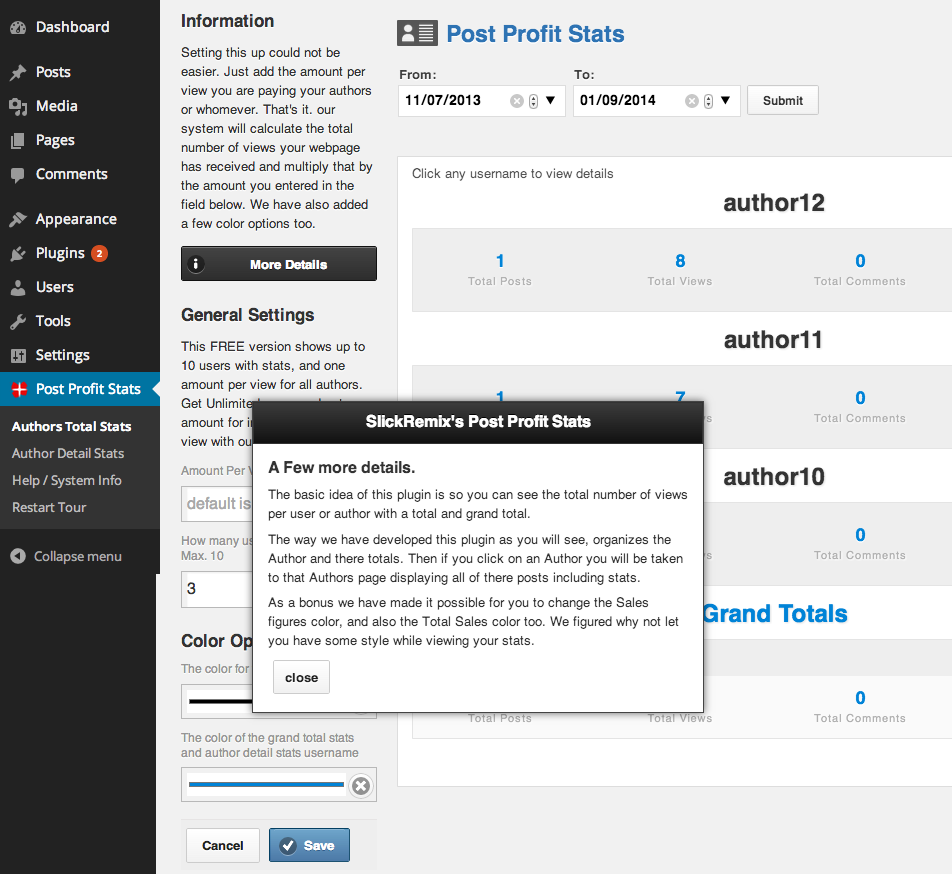 Dashboard
Posts
Media
Pages
Comments
Appearance
Plugins 2
Users
Tools
Settings
Post Profit Stats
Authors Total Stats
Author Detail Stats
Help / System Info
Restart Tour
Collapse menu
Information
Setting this up could not be
easier. Just add the amount per
view you are paying your authors
or whomever. That's it. our
system will calculate the total
number of views your webpage
has received and multiply that by
the amount you entered in the
field below. We have also added
a few color options too.
More Details
General Settings
This FREE version shows up to
10 users with stats, and one
amount per view for all authors.
Get Unlimited
amount for
view with
Amount Per
default is
How many
Max. 10
3
Color
The color for
The color of the grand total stats
and author detail stats username
Cancel
Save
Post Profit Stats
From:
To:
11/07/2013
01/09/2014
Submit
Click any username to view details
author12
1 8 0
Total Posts Total Views Total Comments
author11
1 7 0
Total Comments
author10
0
Total Comments
Grand Totals
0
Total Posts Total Views Total Comments
SlickRemix's Post Profit Stats
A Few more details.
The basic idea of this plugin is so you can see the total number of views
per user or author with a total and grand total.
The way we have developed this plugin as you will see, organizes the
Author and there totals. Then if you click on an Author you will be taken
to that Authors page displaying all of there posts including stats.
As a bonus we have made it possible for you to change the Sales
figures color, and also the Total Sales color too. We figured why not let
you have some style while viewing your stats.
close